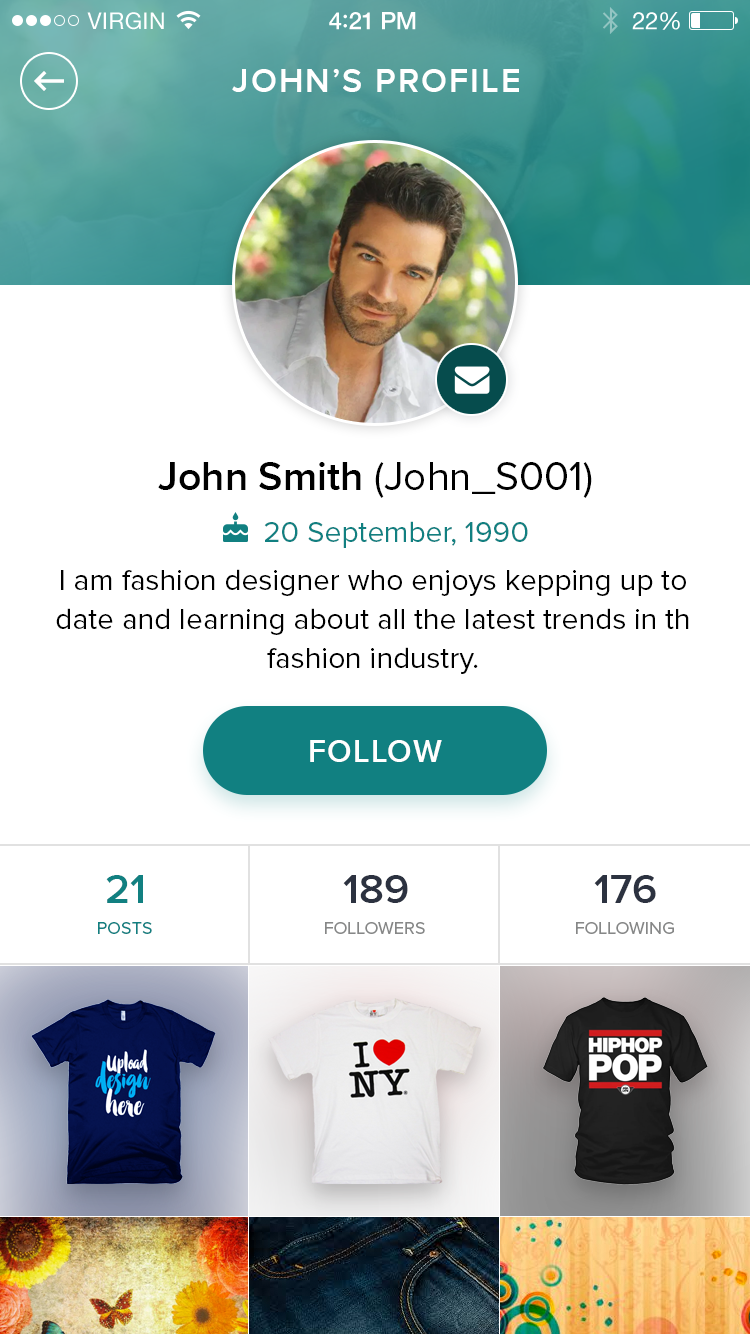 VIRGIN 4:21 PM 22%
JOHN'S PROFILE
John Smith (John_S001)
20 September, 1990
I am fashion designer who enjoys kepping up to
date and learning about all the latest trends in th
fashion industry.
FOLLOW
21 189 176
POSTS FOLLOWERS FOLLOWING
Upload
design
here
I
NY
HIPHOP
POP